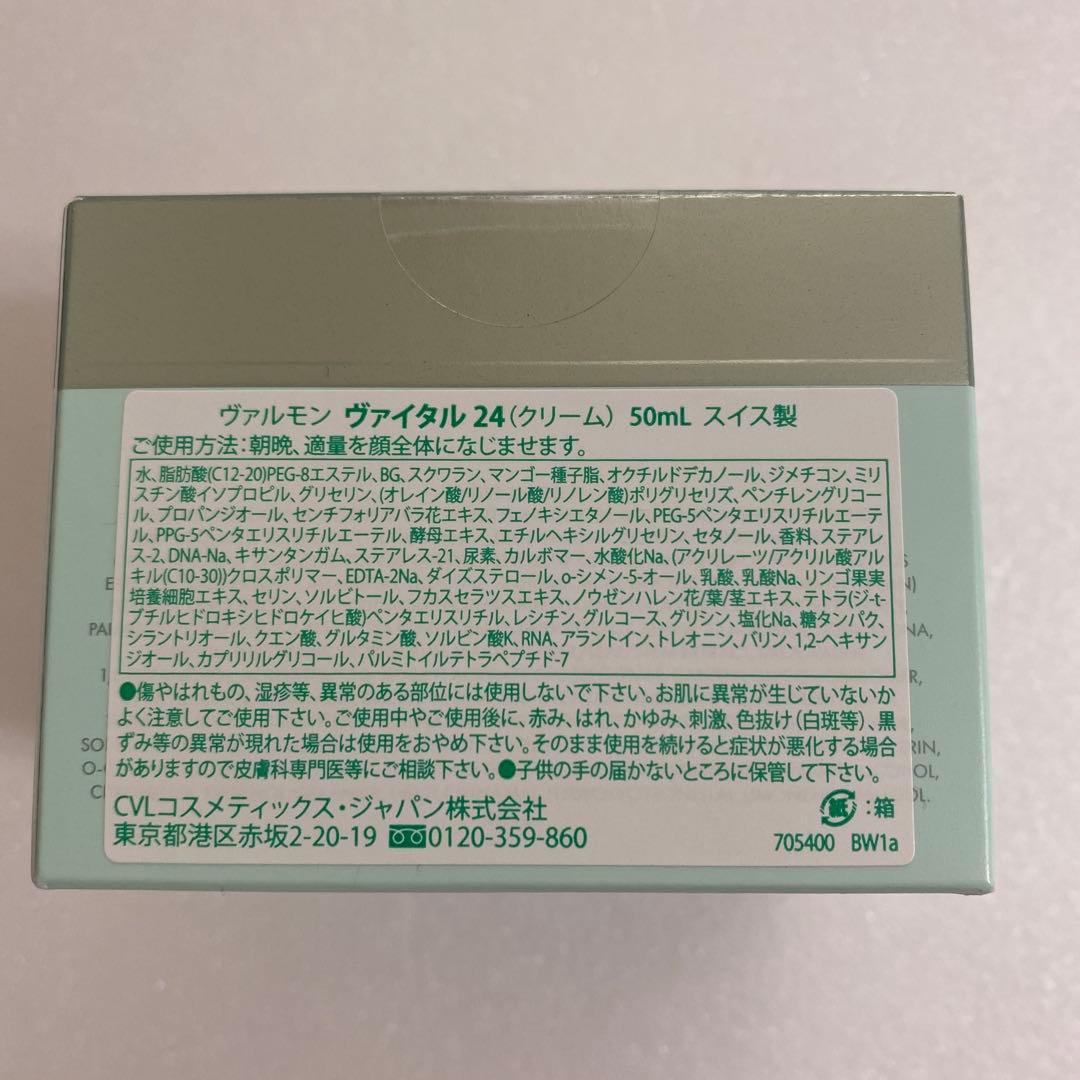 ヴァルモン ヴァイタル 24（クリーム） 50mL スイス製
ご使用方法：朝晩、適量を顔全体になじませます。
水、脂肪酸(C12-20)PEG-8エステル、BG、スクワラン、マンゴー種子脂、オクチルドデカノール、ジメチコン、ミリ
スチン酸イソプロピル、グリセリン、(オレイン酸/リノール酸/リノレン酸)ポリグリセリズ、ペンチレングリコー
ル、プロパンジオール、センチフォリアバラ花エキス、フェノキシエタノール、PEG-5ペンタエリスリチルエーテ
ル、PPG-5ペンタエリスリチルエーテル、酵母エキス、エチルヘキシルグリセリン、セタノール、香料、ステアレ
ス-2、DNA-Na、キサンタンガム、ステアレス-21、尿素、カルボマー、水酸化Na、(アクリレーツ/アクリル酸アル
キル(C10-30))クロスポリマー、EDTA-2Na、ダイズステロール、o-シメン-5-オール、乳酸、乳酸Na、リンゴ果実
培養細胞エキス、セリン、ソルビトール、フカスセラツスエキス、ノウゼンハレン花/葉/茎エキス、テトラ(ジ-t-
ブチルヒドロキシヒドロケイヒ酸)ペンタエリスリチル、レシチン、グルコース、グリシン、塩化Na、糖タンパク、
シラントリオール、クエン酸、グルタミン酸、ソルビン酸K、RNA、アラントイン、トレオニン、バリン、1,2-ヘキサン
ジオール、カプリリルグリコール、パルミトイルテトラペプチド-7
●傷やはれもの、湿疹等、異常のある部位には使用しないで下さい。お肌に異常が生じていないか
よく注意してご使用下さい。ご使用中やご使用後に、赤み、はれ、かゆみ、刺激、色抜け（白斑等）、黒
ずみ等の異常が現れた場合は使用をおやめ下さい。そのまま使用を続けると症状が悪化する場合
がありますので皮膚科専門医等にご相談下さい。●子供の手の届かないところに保管して下さい。
CVLコスメティックス・ジャパン株式会社
紙：箱
東京都港区赤坂2-20-19 0120-359-860
705400 BW1a